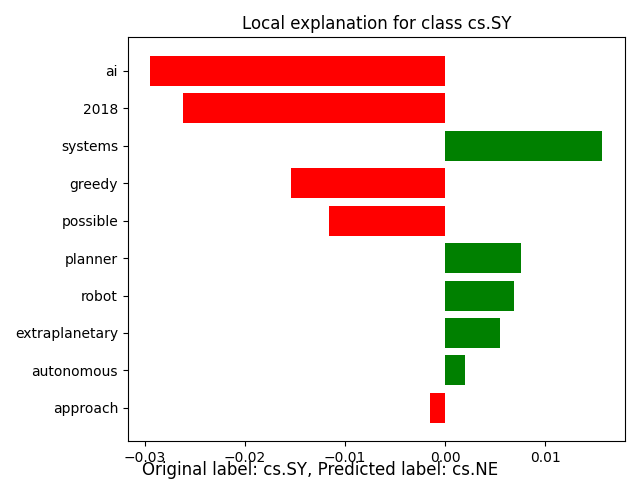 Local explanation for class cs.SY
ai
2018
systems
greedy
possible
planner
robot
extraplanetary
autonomous
approach
−0.03 −0.02 −0.01 0.00 0.01
Original label: cs.SY, Predicted label: cs.NE